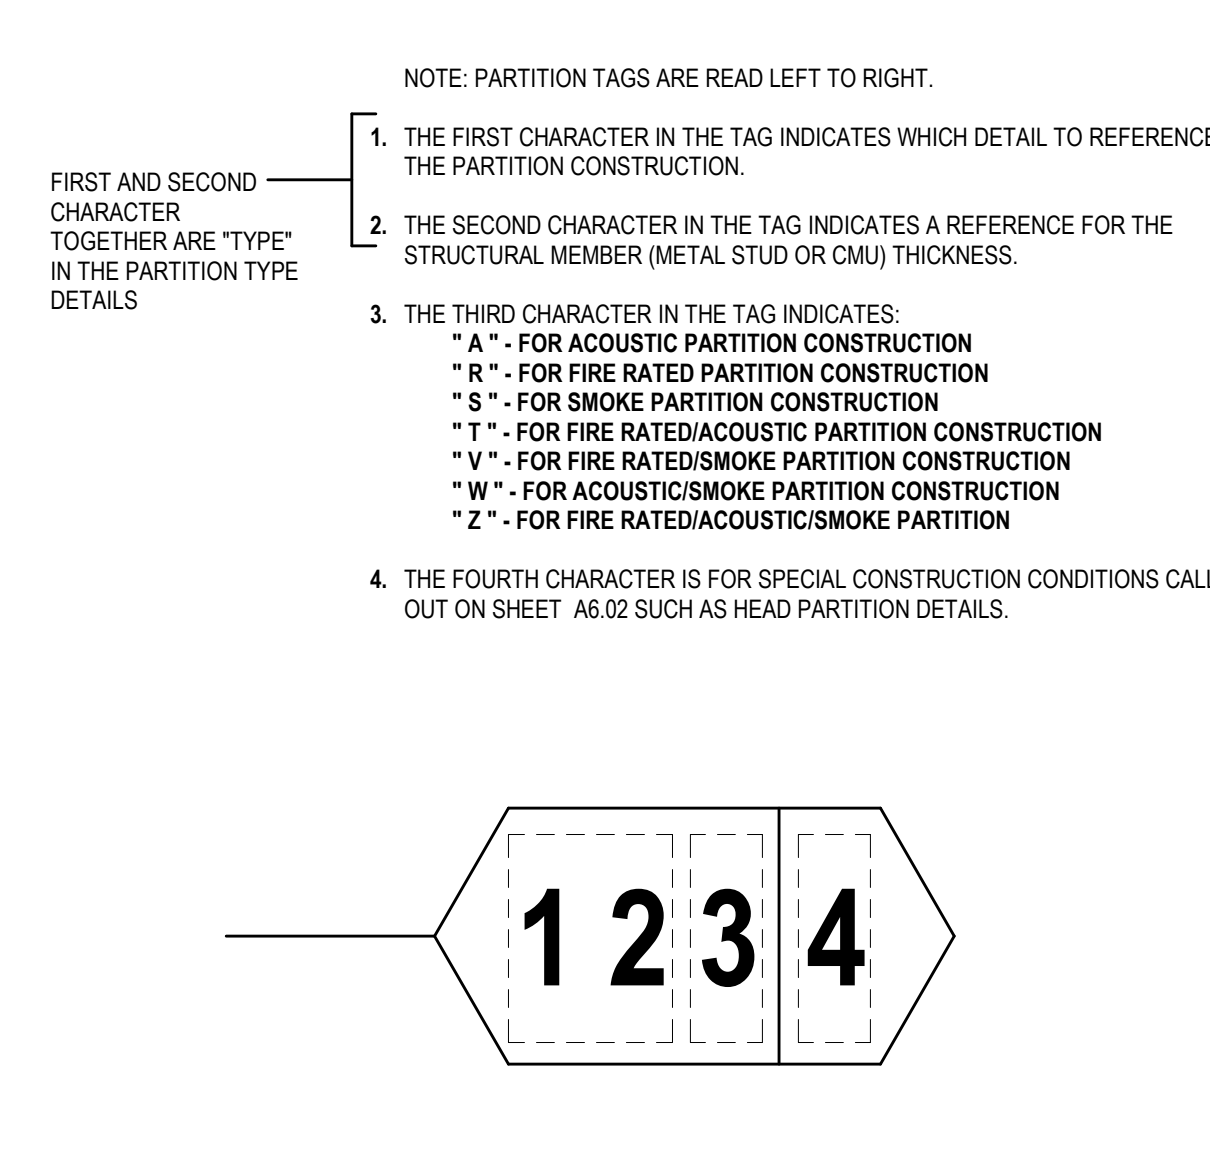 NOTE: PARTITION TAGS ARE READ LEFT TO RIGHT.
1. THE FIRST CHARACTER IN THE TAG INDICATES WHICH DETAIL TO REFERENCE
THE PARTITION CONSTRUCTION.
FIRST AND SECOND
CHARACTER
TOGETHER ARE "TYPE"
IN THE PARTITION TYPE
DETAILS
2. THE SECOND CHARACTER IN THE TAG INDICATES A REFERENCE FOR THE
STRUCTURAL MEMBER (METAL STUD OR CMU) THICKNESS.
3. THE THIRD CHARACTER IN THE TAG INDICATES:
" A " - FOR ACOUSTIC PARTITION CONSTRUCTION
" R " - FOR FIRE RATED PARTITION CONSTRUCTION
" S " - FOR SMOKE PARTITION CONSTRUCTION
" T " - FOR FIRE RATED/ACOUSTIC PARTITION CONSTRUCTION
" V " - FOR FIRE RATED/SMOKE PARTITION CONSTRUCTION
" W " - FOR ACOUSTIC/SMOKE PARTITION CONSTRUCTION
" Z " - FOR FIRE RATED/ACOUSTIC/SMOKE PARTITION
4. THE FOURTH CHARACTER IS FOR SPECIAL CONSTRUCTION CONDITIONS
OUT ON SHEET A6.02 SUCH AS HEAD PARTITION DETAILS.
1 2 3 4